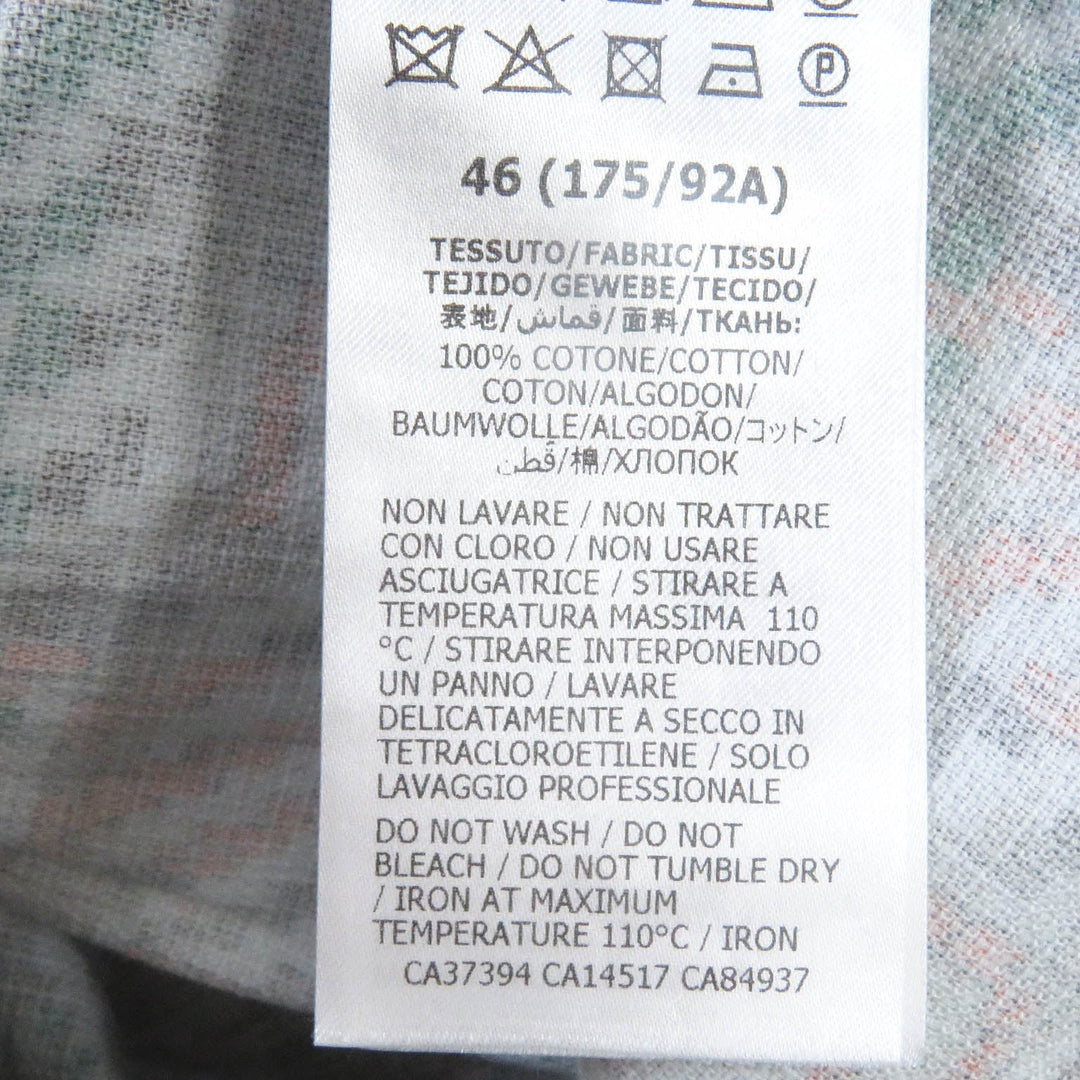 P
46 (175/92A)
TESSUTO/FABRIC/TISSU/
TEJIDO/GEWEBE/TECIDO/
表地/قماش/面料/ТКАНЬ:
100% COTONE/COTTON/
COTON/ALGODON/
BAUMWOLLE/ALGODÃO/コットン/
قُطن/棉/ХЛОПОК
NON LAVARE / NON TRATTARE
CON CLORO / NON USARE
ASCIUGATRICE / STIRARE A
TEMPERATURA MASSIMA 110
°C / STIRARE INTERPONENDO
UN PANNO / LAVARE
DELICATAMENTE A SECCO IN
TETRACLOROETILENE / SOLO
LAVAGGIO PROFESSIONALE
DO NOT WASH / DO NOT
BLEACH / DO NOT TUMBLE DRY
/ IRON AT MAXIMUM
TEMPERATURE 110°C / IRON
CA37394 CA14517 CA84937